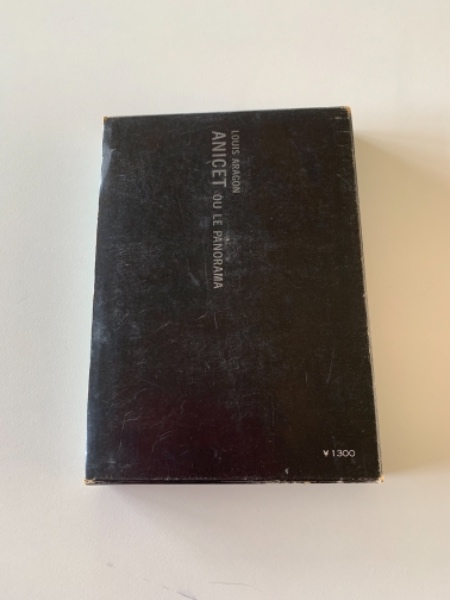 LOUIS ARAGON
ANICET OU LE PANORAMA
¥1300